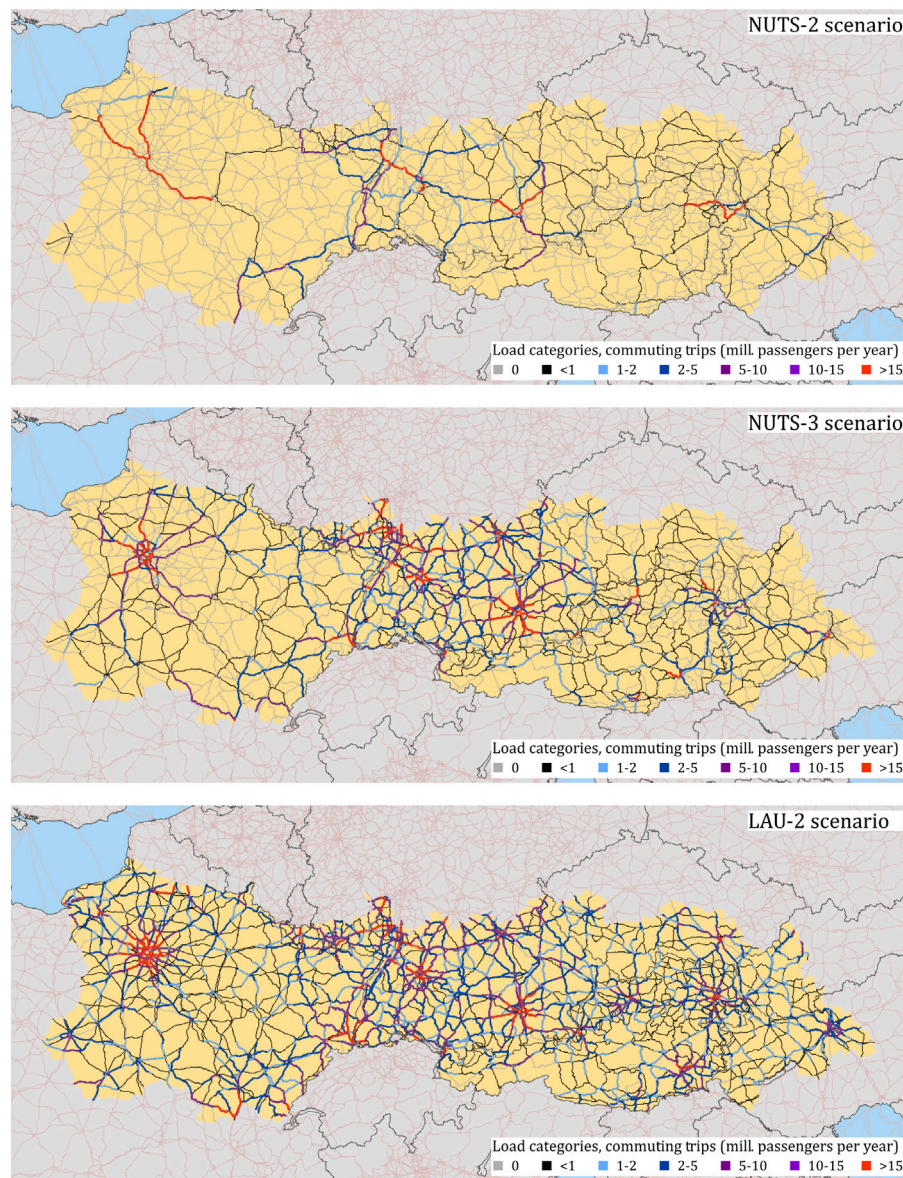 NUTS-2 scenario
Load categories, commuting trips (mill. passengers per year)
0 <1 1-2 2-5 5-10 10-15 >15
NUTS-3 scenario
Load categories, commuting trips (mill. passengers per year)
0 <1 1-2 2-5 5-10 10-15 >15
LAU-2 scenario
Load categories, commuting trips (mill. passengers per year)
0 <1 1-2 2-5 5-10 10-15 >15